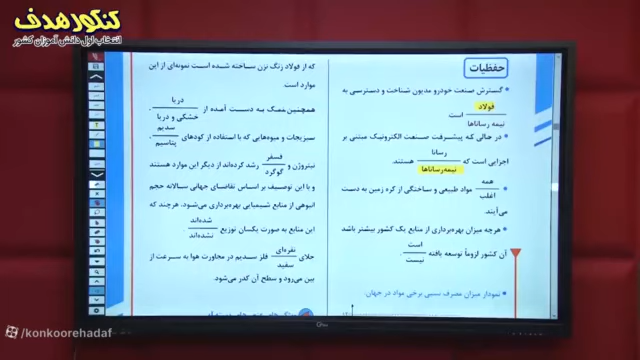 کنکور هدف
انتخاب اول دانش آموزان کشور
حفظیات
گسترش صنعت خودرو مدیون شناخت و دسترسی به
فولاد
نیمه رساناها
است
در حالی که پیشرفت صنعت الکترونیک مبتنی بر
اجزایی است که
رسانا
نیمه‌رساناها
هستند
همه
اغلب
مواد طبیعی و ساختگی از کره زمین به دست
می‌آیند
هرچه میزان بهره‌برداری از منابع یک کشور بیشتر باشد
آن کشور لزوماً توسعه یافته
است
نیست
نمودار میزان مصرف نسبی برخی مواد در جهان:
که از فولاد زنگ نزن ساخته شده است نمونه‌ای از این
موارد است
همچنین نمک به دست آمده از
دریا
خشکی و دریا
سبزیجات و میوه‌هایی که با استفاده از کودهای
سدیم
پتاسیم
نیتروژن و
فسفر
گوگرد
رشد کرده‌اند از دیگر این موارد هستند
و با این توصیف بر اساس تقاضای جهانی سالانه حجم
انبوهی از منابع شیمیایی بهره‌برداری می‌شود. هرچند که
این منابع به صورت یکسان توزیع
شده‌اند
نشده‌اند
جلای
نقره‌ای
سفید
فلز سدیم در مجاورت هوا به سرعت از
بین می‌رود و سطح آن کدر می‌شود.
/konkoorehadaf